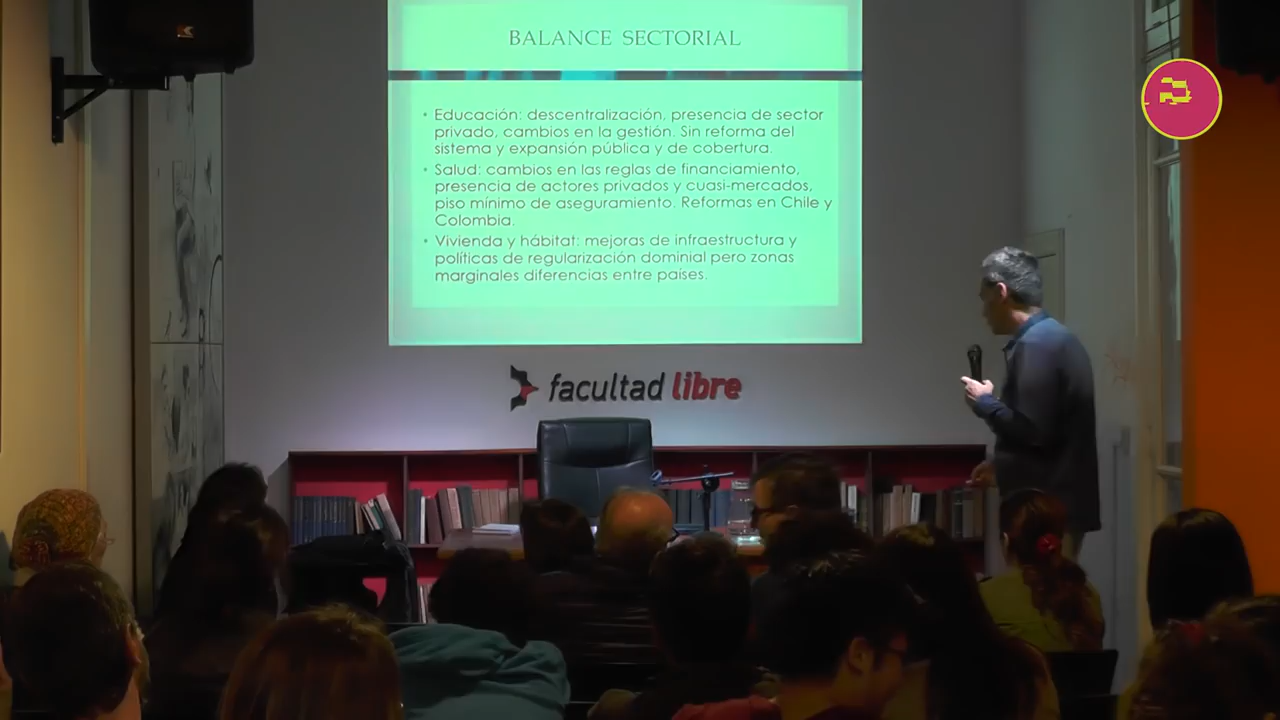 BALANCE SECTORIAL
• Educación: descentralización, presencia de sector
privado, cambios en la gestión. Sin reforma del
sistema y expansión pública y de cobertura.
• Salud: cambios en las reglas de financiamiento,
presencia de actores privados y cuasi-mercados,
piso mínimo de aseguramiento. Reformas en Chile y
Colombia.
• Vivienda y hábitat: mejoras de infraestructura y
políticas de regularización dominial pero zonas
marginales diferencias entre países.
facultad libre